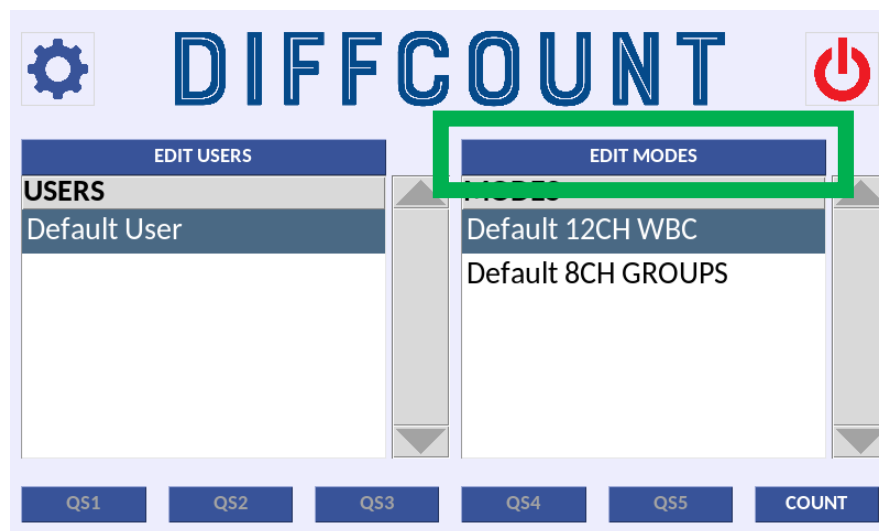 DIFFCOUNT
EDIT USERS
EDIT MODES
USERS
MODES
Default User
Default 12CH WBC
Default 8CH GROUPS
QS1 QS2 QS3 QS4 QS5 COUNT